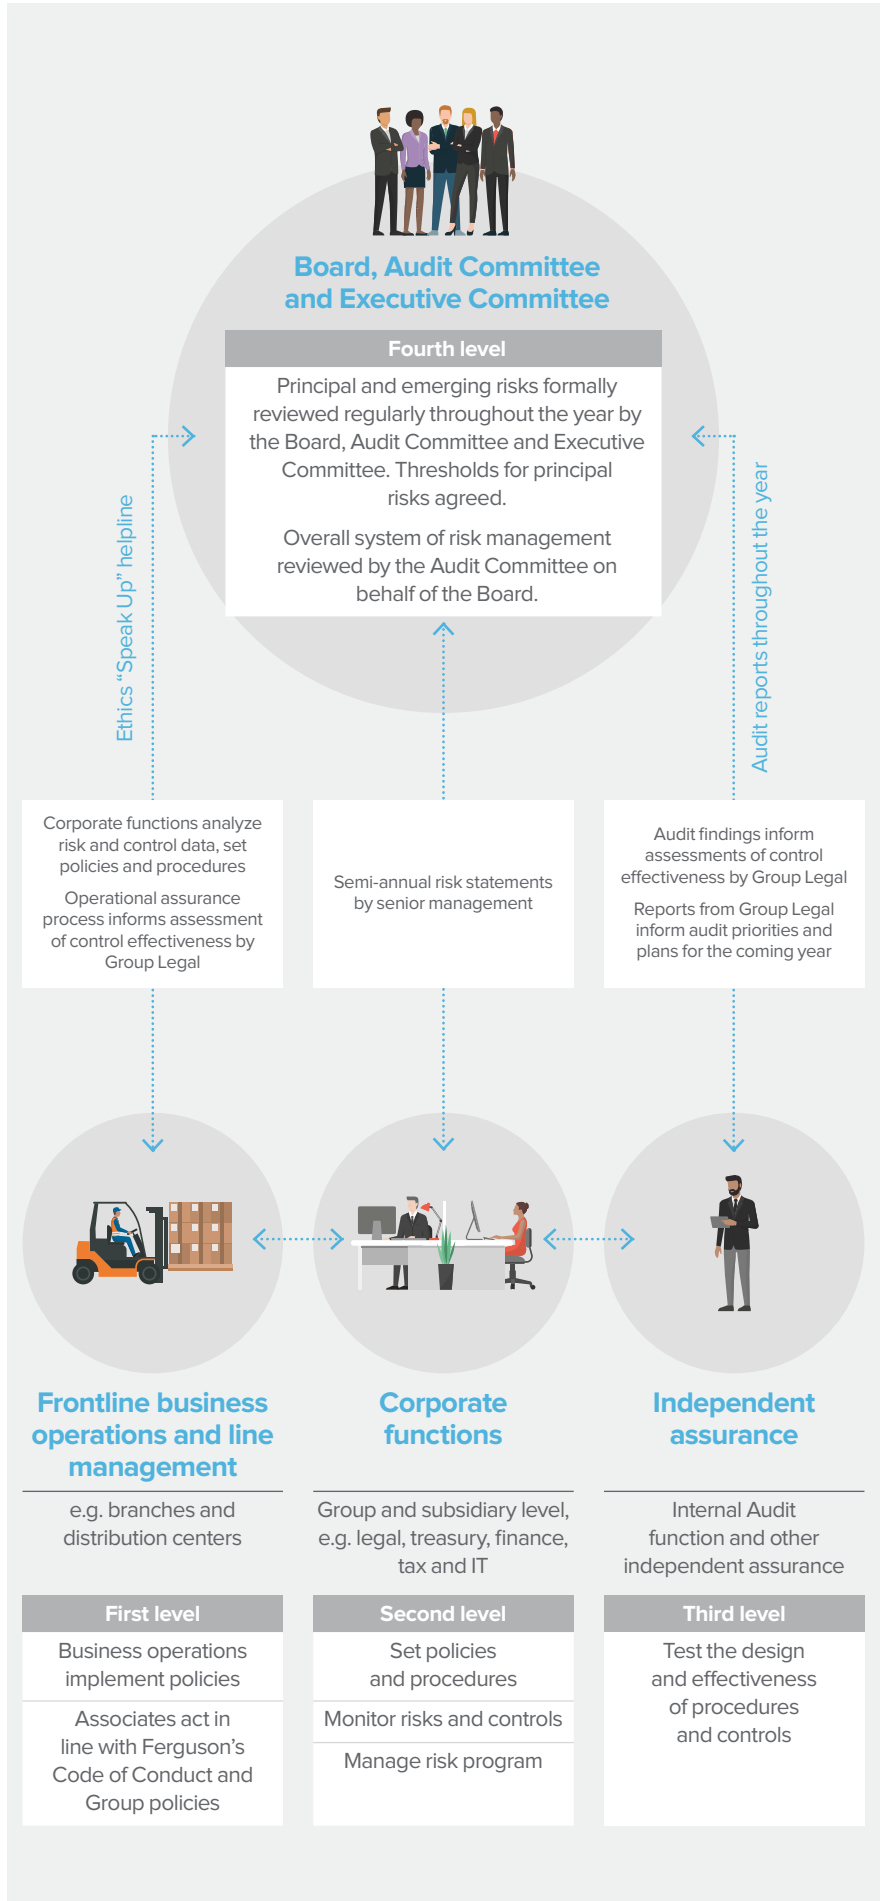 Board, Audit Committee
and Executive Committee
Fourth level
Principal and emerging risks formally
reviewed regularly throughout the year by
the Board, Audit Committee and Executive
Committee. Thresholds for principal
risks agreed.
Overall system of risk management
reviewed by the Audit Committee on
behalf of the Board.
Ethics “Speak Up” helpline
Audit reports throughout the year
Corporate functions analyze
risk and control data, set
policies and procedures
Operational assurance
process informs assessment
of control effectiveness by
Group Legal
Semi-annual risk statements
by senior management
Audit findings inform
assessments of control
effectiveness by Group Legal
Reports from Group Legal
inform audit priorities and
plans for the coming year
Frontline business
operations and line
management
e.g. branches and
distribution centers
First level
Business operations
implement policies
Associates act in
line with Ferguson’s
Code of Conduct and
Group policies
Corporate
functions
Group and subsidiary level,
e.g. legal, treasury, finance,
tax and IT
Second level
Set policies
and procedures
Monitor risks and controls
Manage risk program
Independent
assurance
Internal Audit
function and other
independent assurance
Third level
Test the design
and effectiveness
of procedures
and controls